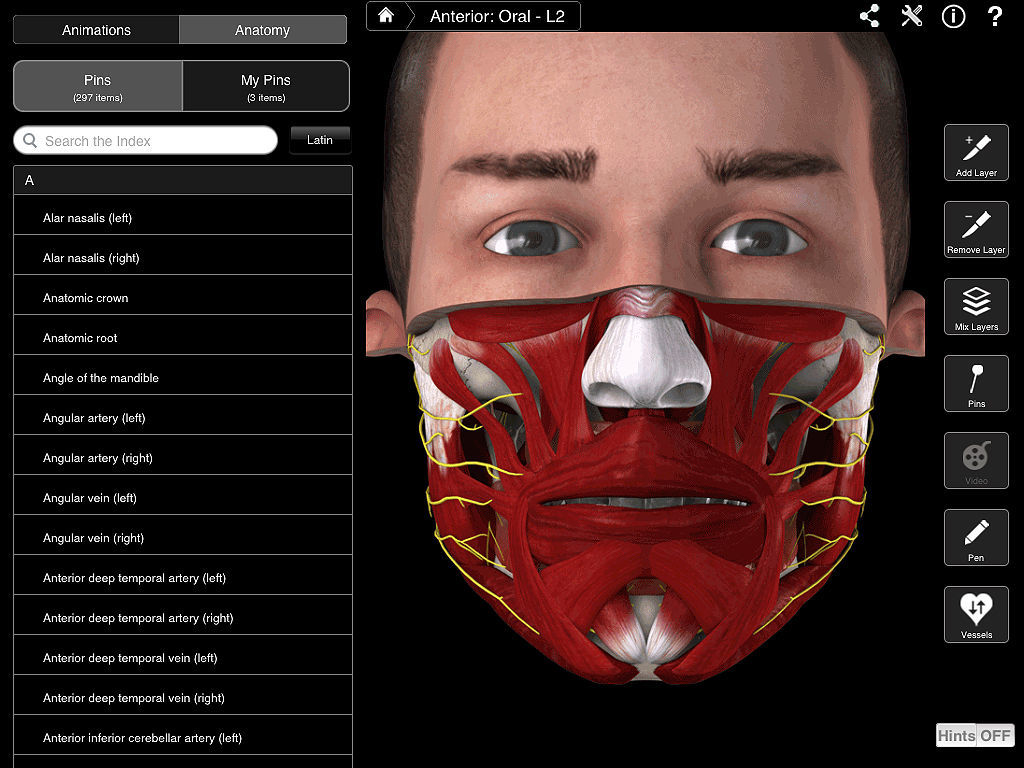 Animations
Anatomy
Anterior: Oral - L2
?
Pins
(297 items)
My Pins
(3 items)
Search the Index
Latin
A
Alar nasalis (left)
Alar nasalis (right)
Anatomic crown
Anatomic root
Angle of the mandible
Angular artery (left)
Angular artery (right)
Angular vein (left)
Angular vein (right)
Anterior deep temporal artery (left)
Anterior deep temporal artery (right)
Anterior deep temporal vein (left)
Anterior deep temporal vein (right)
Anterior inferior cerebellar artery (left)
Add Layer
Remove Layer
Mix Layers
Pins
Video
Pen
Vessels
Hints OFF